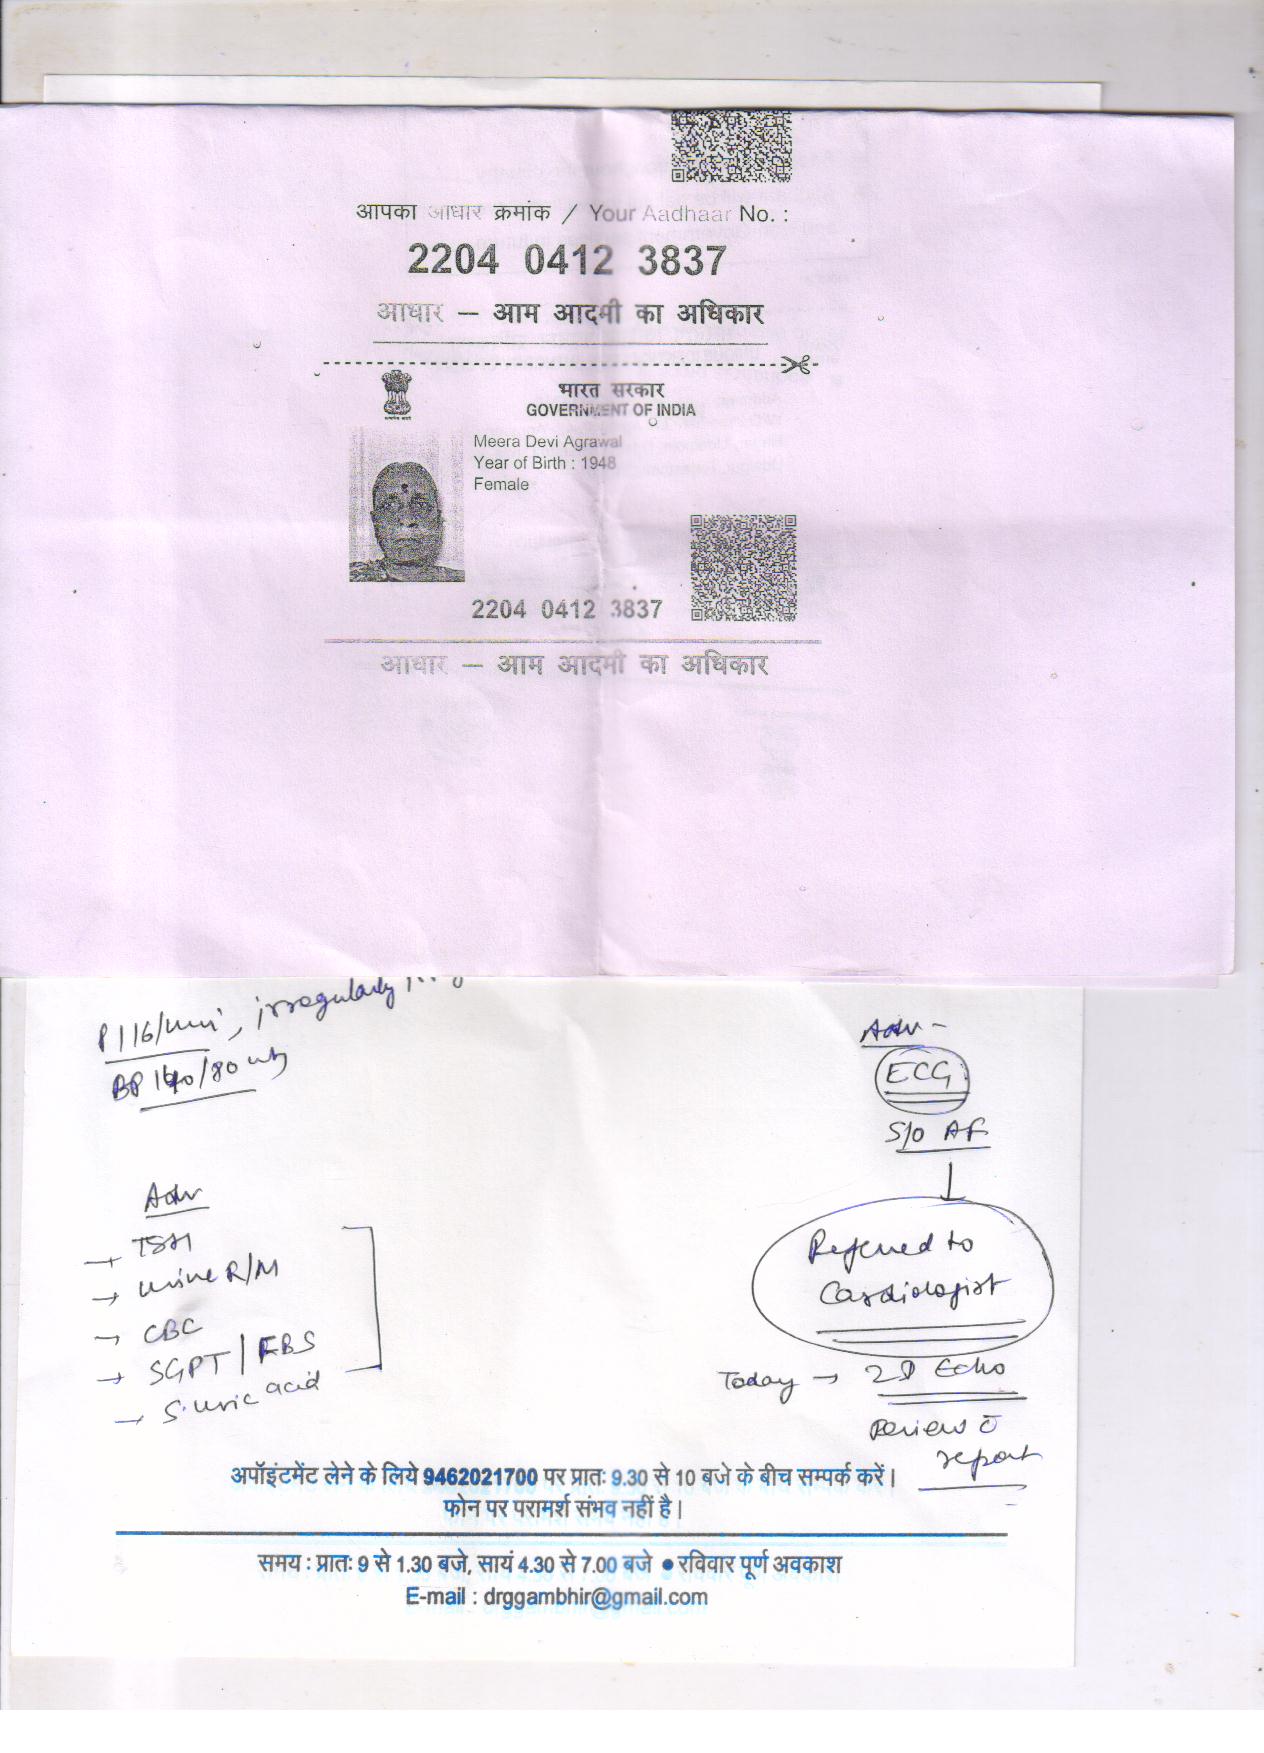 आपका आधार क्रमांक / Your Aadhaar No. :
2204 0412 3837
आधार – आम आदमी का अधिकार
भारत सरकार
GOVERNMENT OF INDIA
Meera Devi Agrawal
Year of Birth : 1948
Female
2204 0412 3837
आधार – आम आदमी का अधिकार
P 116/min, irregularly
BP 140/80
Adv -
ECG
S/O AF
Referred to
Cardiologist
Today → 2D Echo
Review c̄
report
Adv
→ TSH
→ urine R/M
→ CBC
→ SGPT / FBS
→ S. uric acid
अपॉइंटमेंट लेने के लिये 9462021700 पर प्रातः 9.30 से 10 बजे के बीच सम्पर्क करें।
फोन पर परामर्श संभव नहीं है।
समय : प्रातः 9 से 1.30 बजे, सायं 4.30 से 7.00 बजे ● रविवार पूर्ण अवकाश
E-mail : drggambhir@gmail.com